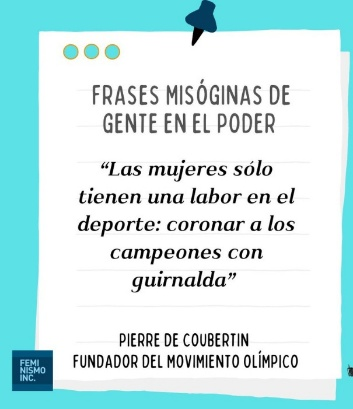 FRASES MISÓGINAS DE
GENTE EN EL PODER
“Las mujeres sólo
tienen una labor en el
deporte: coronar a los
campeones con
guirnalda”
PIERRE DE COUBERTIN
FUNDADOR DEL MOVIMIENTO OLÍMPICO
FEMI
NISMO
INC.